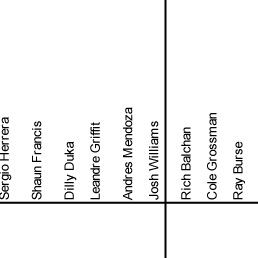 Sergio Herrera
Shaun Francis
Dilly Duka
Leandre Griffit
Andres Mendoza
Josh Williams
Rich Balchan
Cole Grossman
Ray Burse